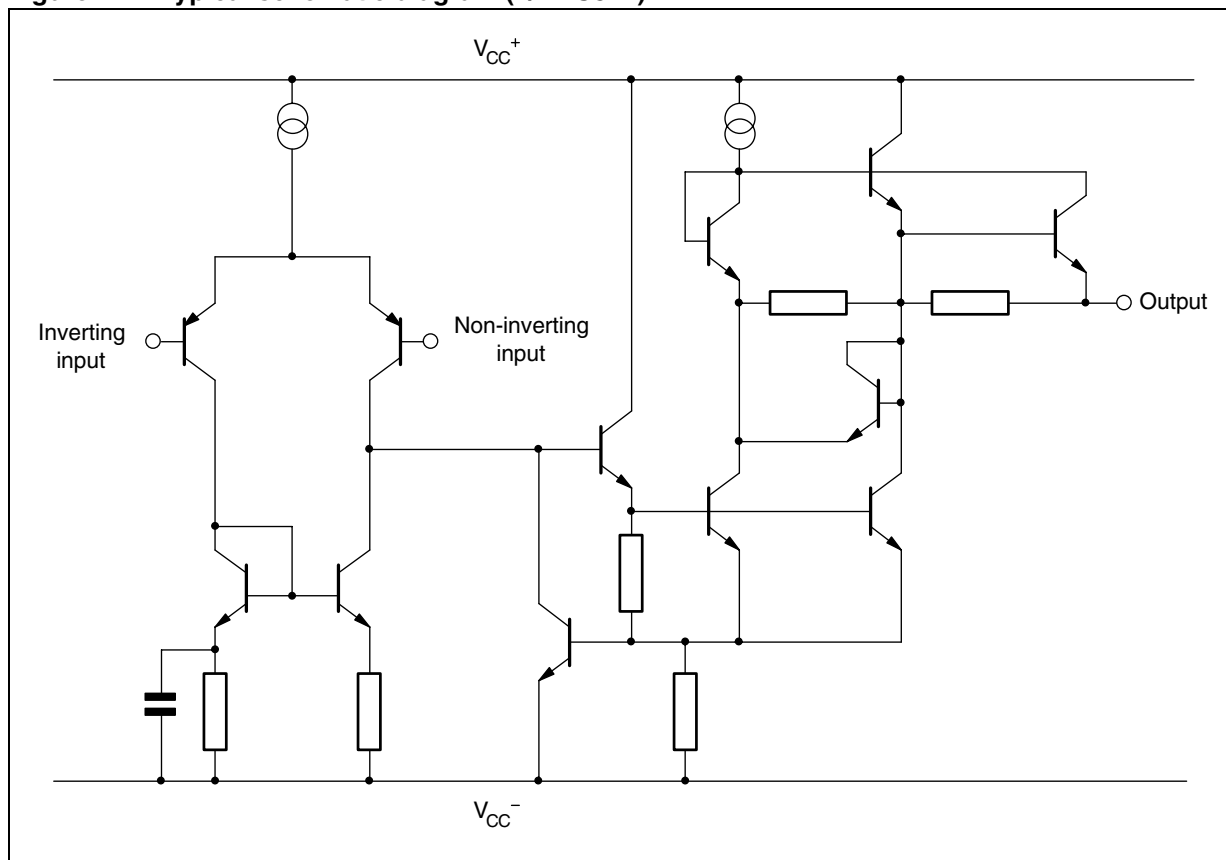 V_CC⁺
Inverting
input
Non-inverting
input
Output
V_CC⁻